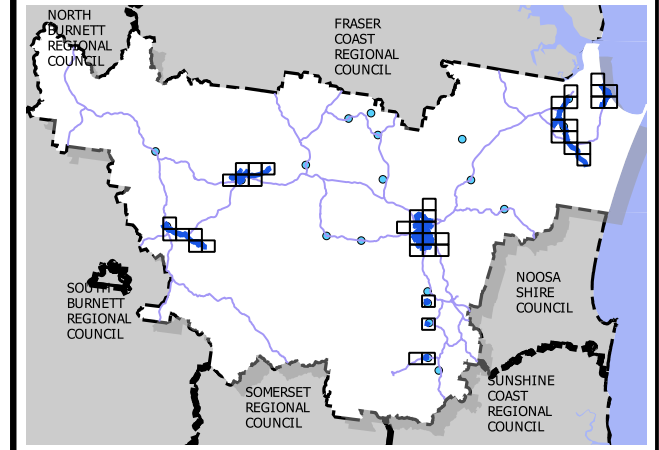 NORTH
BURNETT
REGIONAL
COUNCIL
FRASER
COAST
REGIONAL
COUNCIL
SOUTH
BURNETT
REGIONAL
COUNCIL
NOOSA
SHIRE
COUNCIL
SOMERSET
REGIONAL
COUNCIL
SUNSHINE
COAST
REGIONAL
COUNCIL